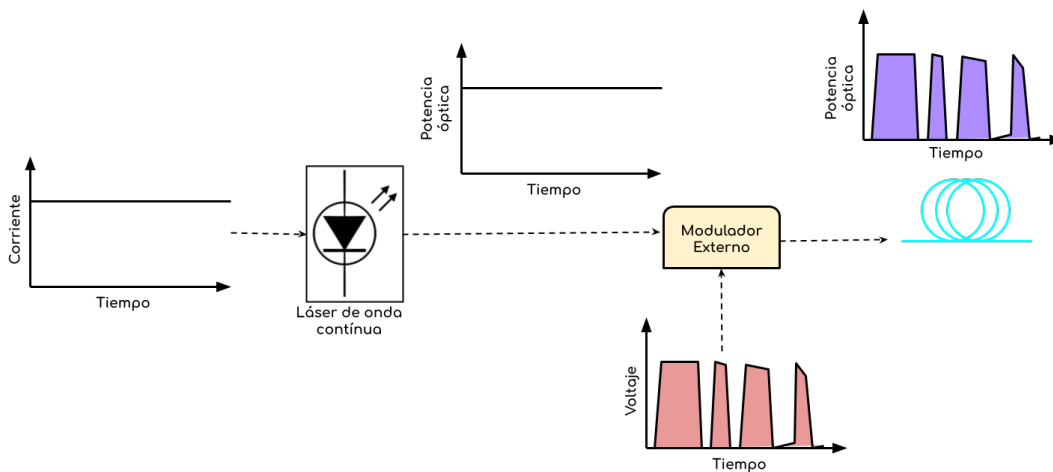 Corriente
Tiempo
Láser de onda
contínua
Potencia
óptica
Tiempo
Modulador
Externo
Voltaje
Tiempo
Potencia
óptica
Tiempo